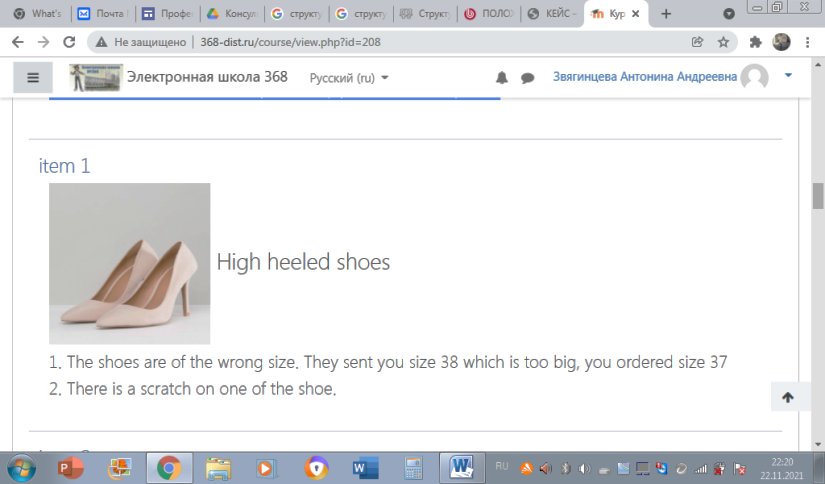 What's
Почта
Профе
Консул
структу
структу
Структу
ПОЛОЖ
КЕЙС -
Кур
Не защищено | 368-dist.ru/course/view.php?id=208
Электронная школа 368 Русский (ru) Звягинцева Антонина Андреевна
item 1
High heeled shoes
1. The shoes are of the wrong size. They sent you size 38 which is too big, you ordered size 37
2. There is a scratch on one of the shoe.
RU
22:20
22.11.2021